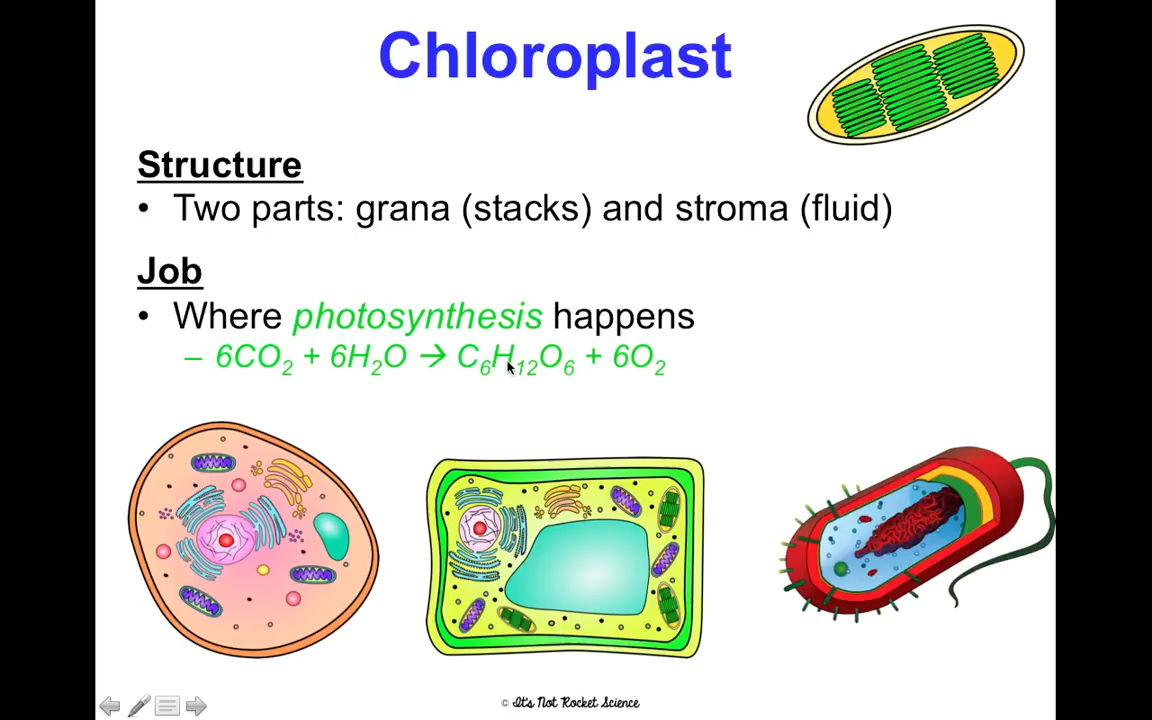 Chloroplast
Structure
• Two parts: grana (stacks) and stroma (fluid)
Job
• Where photosynthesis happens
– 6CO₂ + 6H₂O → C₆H₁₂O₆ + 6O₂
© It's Not Rocket Science